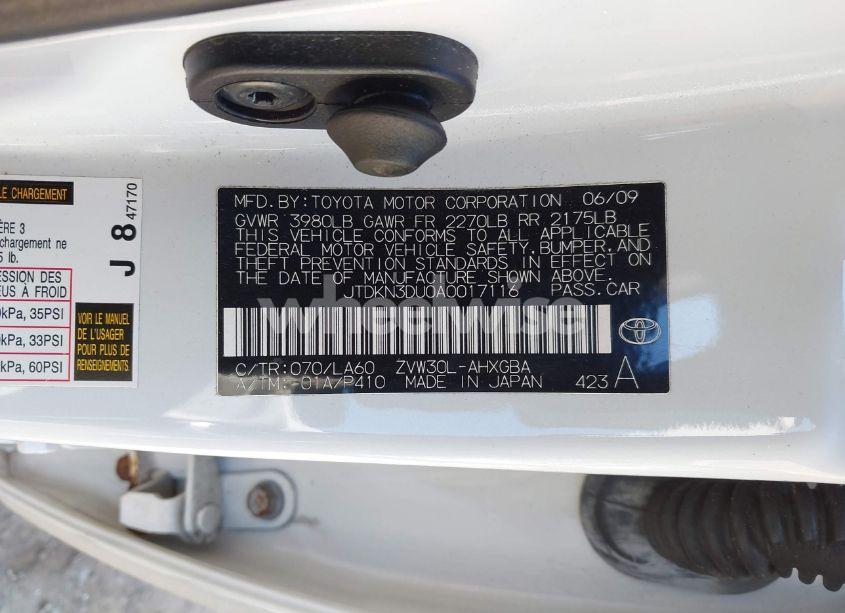 LE CHARGEMENT
ÈRE 3
chargement ne
5 lb.
ESSION DES
EUS À FROID
kPa, 35PSI
kPa, 33PSI
kPa, 60PSI
J 8 47170
VOIR LE MANUEL
DE L'USAGER
POUR PLUS
MFD. BY: TOYOTA MOTOR CORPORATION 06/09
GVWR 3980LB GAWR FR 2270LB RR 2175LB
THIS VEHICLE CONFORMS TO ALL APPLICABLE
FEDERAL MOTOR VEHICLE SAFETY, BUMPER, AND
THEFT PREVENTION STANDARDS IN EFFECT ON
THE DATE OF MANUFACTURE SHOWN ABOVE.
JTDKN3DU0A0017116 PASS. CAR
wheelwise
C/TR: 070/LA60 ZVW30L-AHXGBA
A/TM: -01A/P410 MADE IN JAPAN 423 A